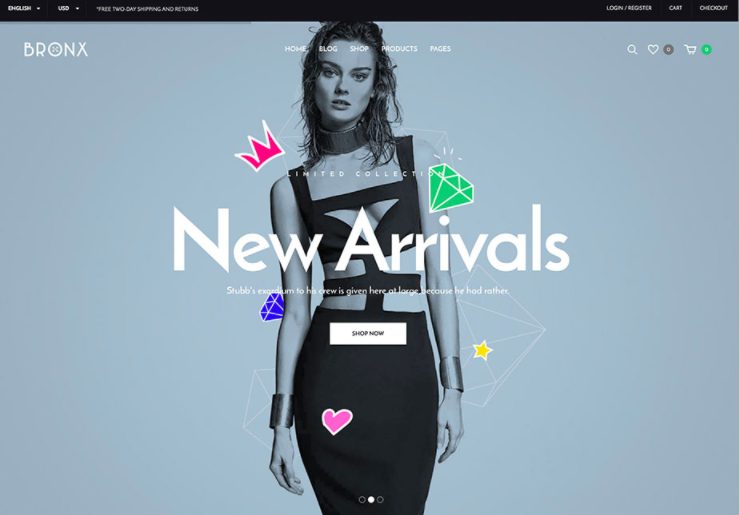 ENGLISH USD *FREE TWO-DAY SHIPPING AND RETURNS LOGIN / REGISTER CART CHECKOUT
BRONX HOME BLOG SHOP PRODUCTS PAGES 0 0
LIMITED COLLECTION
New Arrivals
Stubb's exordium to his crew is given here at large because he had rather.
SHOP NOW